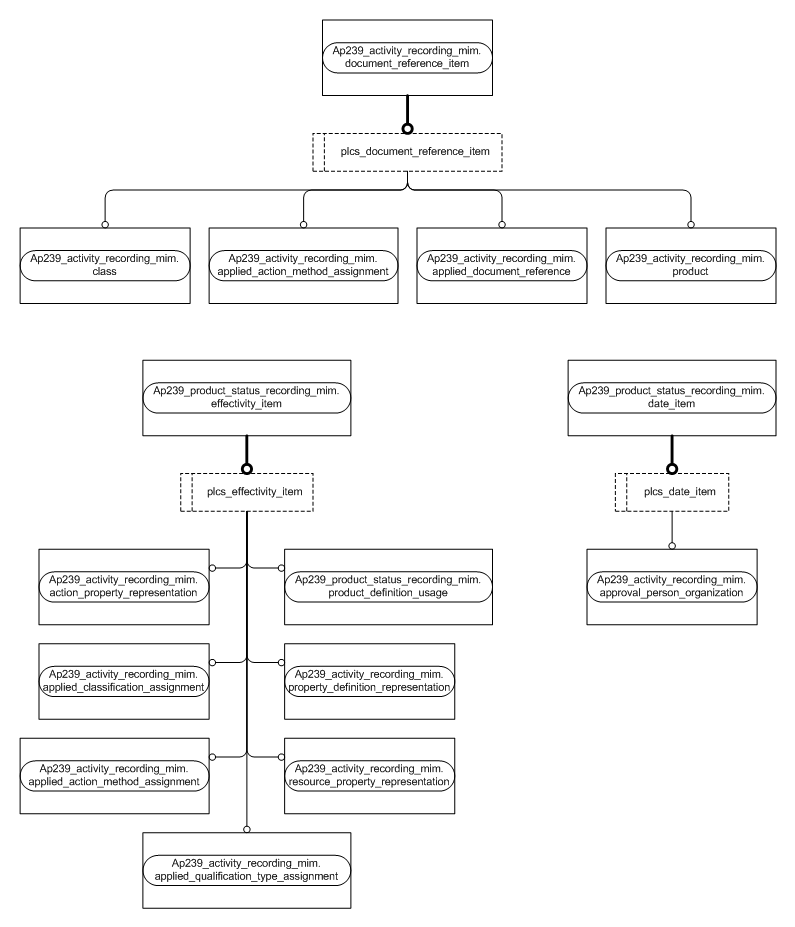 Ap239_activity_recording_mim.
document_reference_item
plcs_document_reference_item
Ap239_activity_recording_mim.
class
Ap239_activity_recording_mim.
applied_action_method_assignment
Ap239_activity_recording_mim.
applied_document_reference
Ap239_activity_recording_mim.
product
Ap239_product_status_recording_mim.
effectivity_item
Ap239_product_status_recording_mim.
date_item
plcs_effectivity_item
plcs_date_item
Ap239_activity_recording_mim.
action_property_representation
Ap239_product_status_recording_mim.
product_definition_usage
Ap239_activity_recording_mim.
approval_person_organization
Ap239_activity_recording_mim.
applied_classification_assignment
Ap239_activity_recording_mim.
property_definition_representation
Ap239_activity_recording_mim.
applied_action_method_assignment
Ap239_activity_recording_mim.
resource_property_representation
Ap239_activity_recording_mim.
applied_qualification_type_assignment